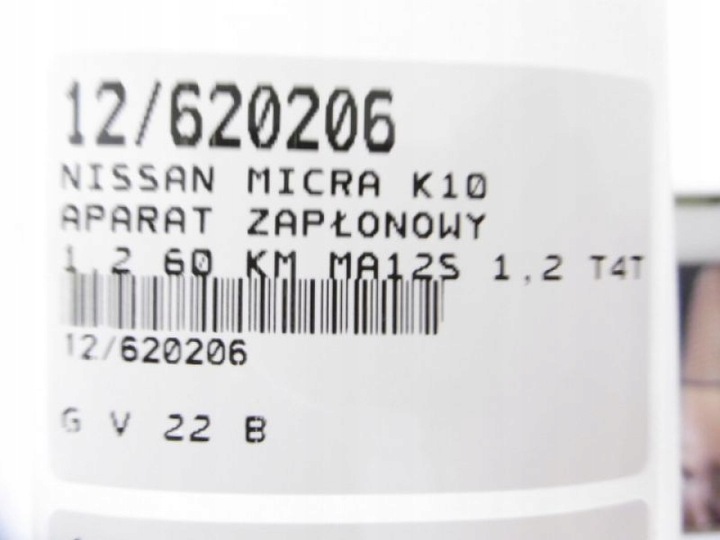 12/620206
NISSAN MICRA K10
APARAT ZAPŁONOWY
1,2 60 KM MA12S 1,2 T4T
12/620206
G V 22 B